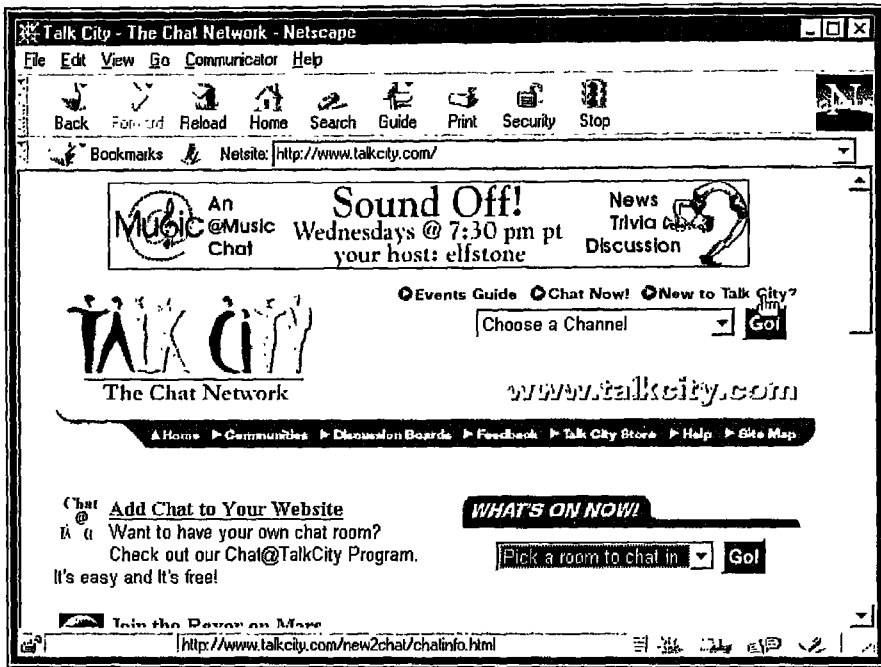 Talk City - The Chat Network - Netscape
File Edit View Go Communicator Help
Back Forward Reload Home Search Guide Print Security Stop
N
Bookmarks Netsite: http://www.talkcity.com/
Music An @Music Chat
Sound Off!
Wednesdays @ 7:30 pm pt
your host: elfstone
News
Trivia
Discussion
Events Guide Chat Now! New to Talk City?
Choose a Channel Go!
TALK CITY
The Chat Network
www.talkcity.com
Home Communities Discussion Boards Feedback Talk City Store Help Site Map
Chat
@
Add Chat to Your Website
Want to have your own chat room?
Check out our Chat@TalkCity Program.
It's easy and It's free!
WHAT'S ON NOW!
Pick a room to chat in Go!
Join the Rover on Mars
http://www.talkcity.com/new2chat/chatinfo.html